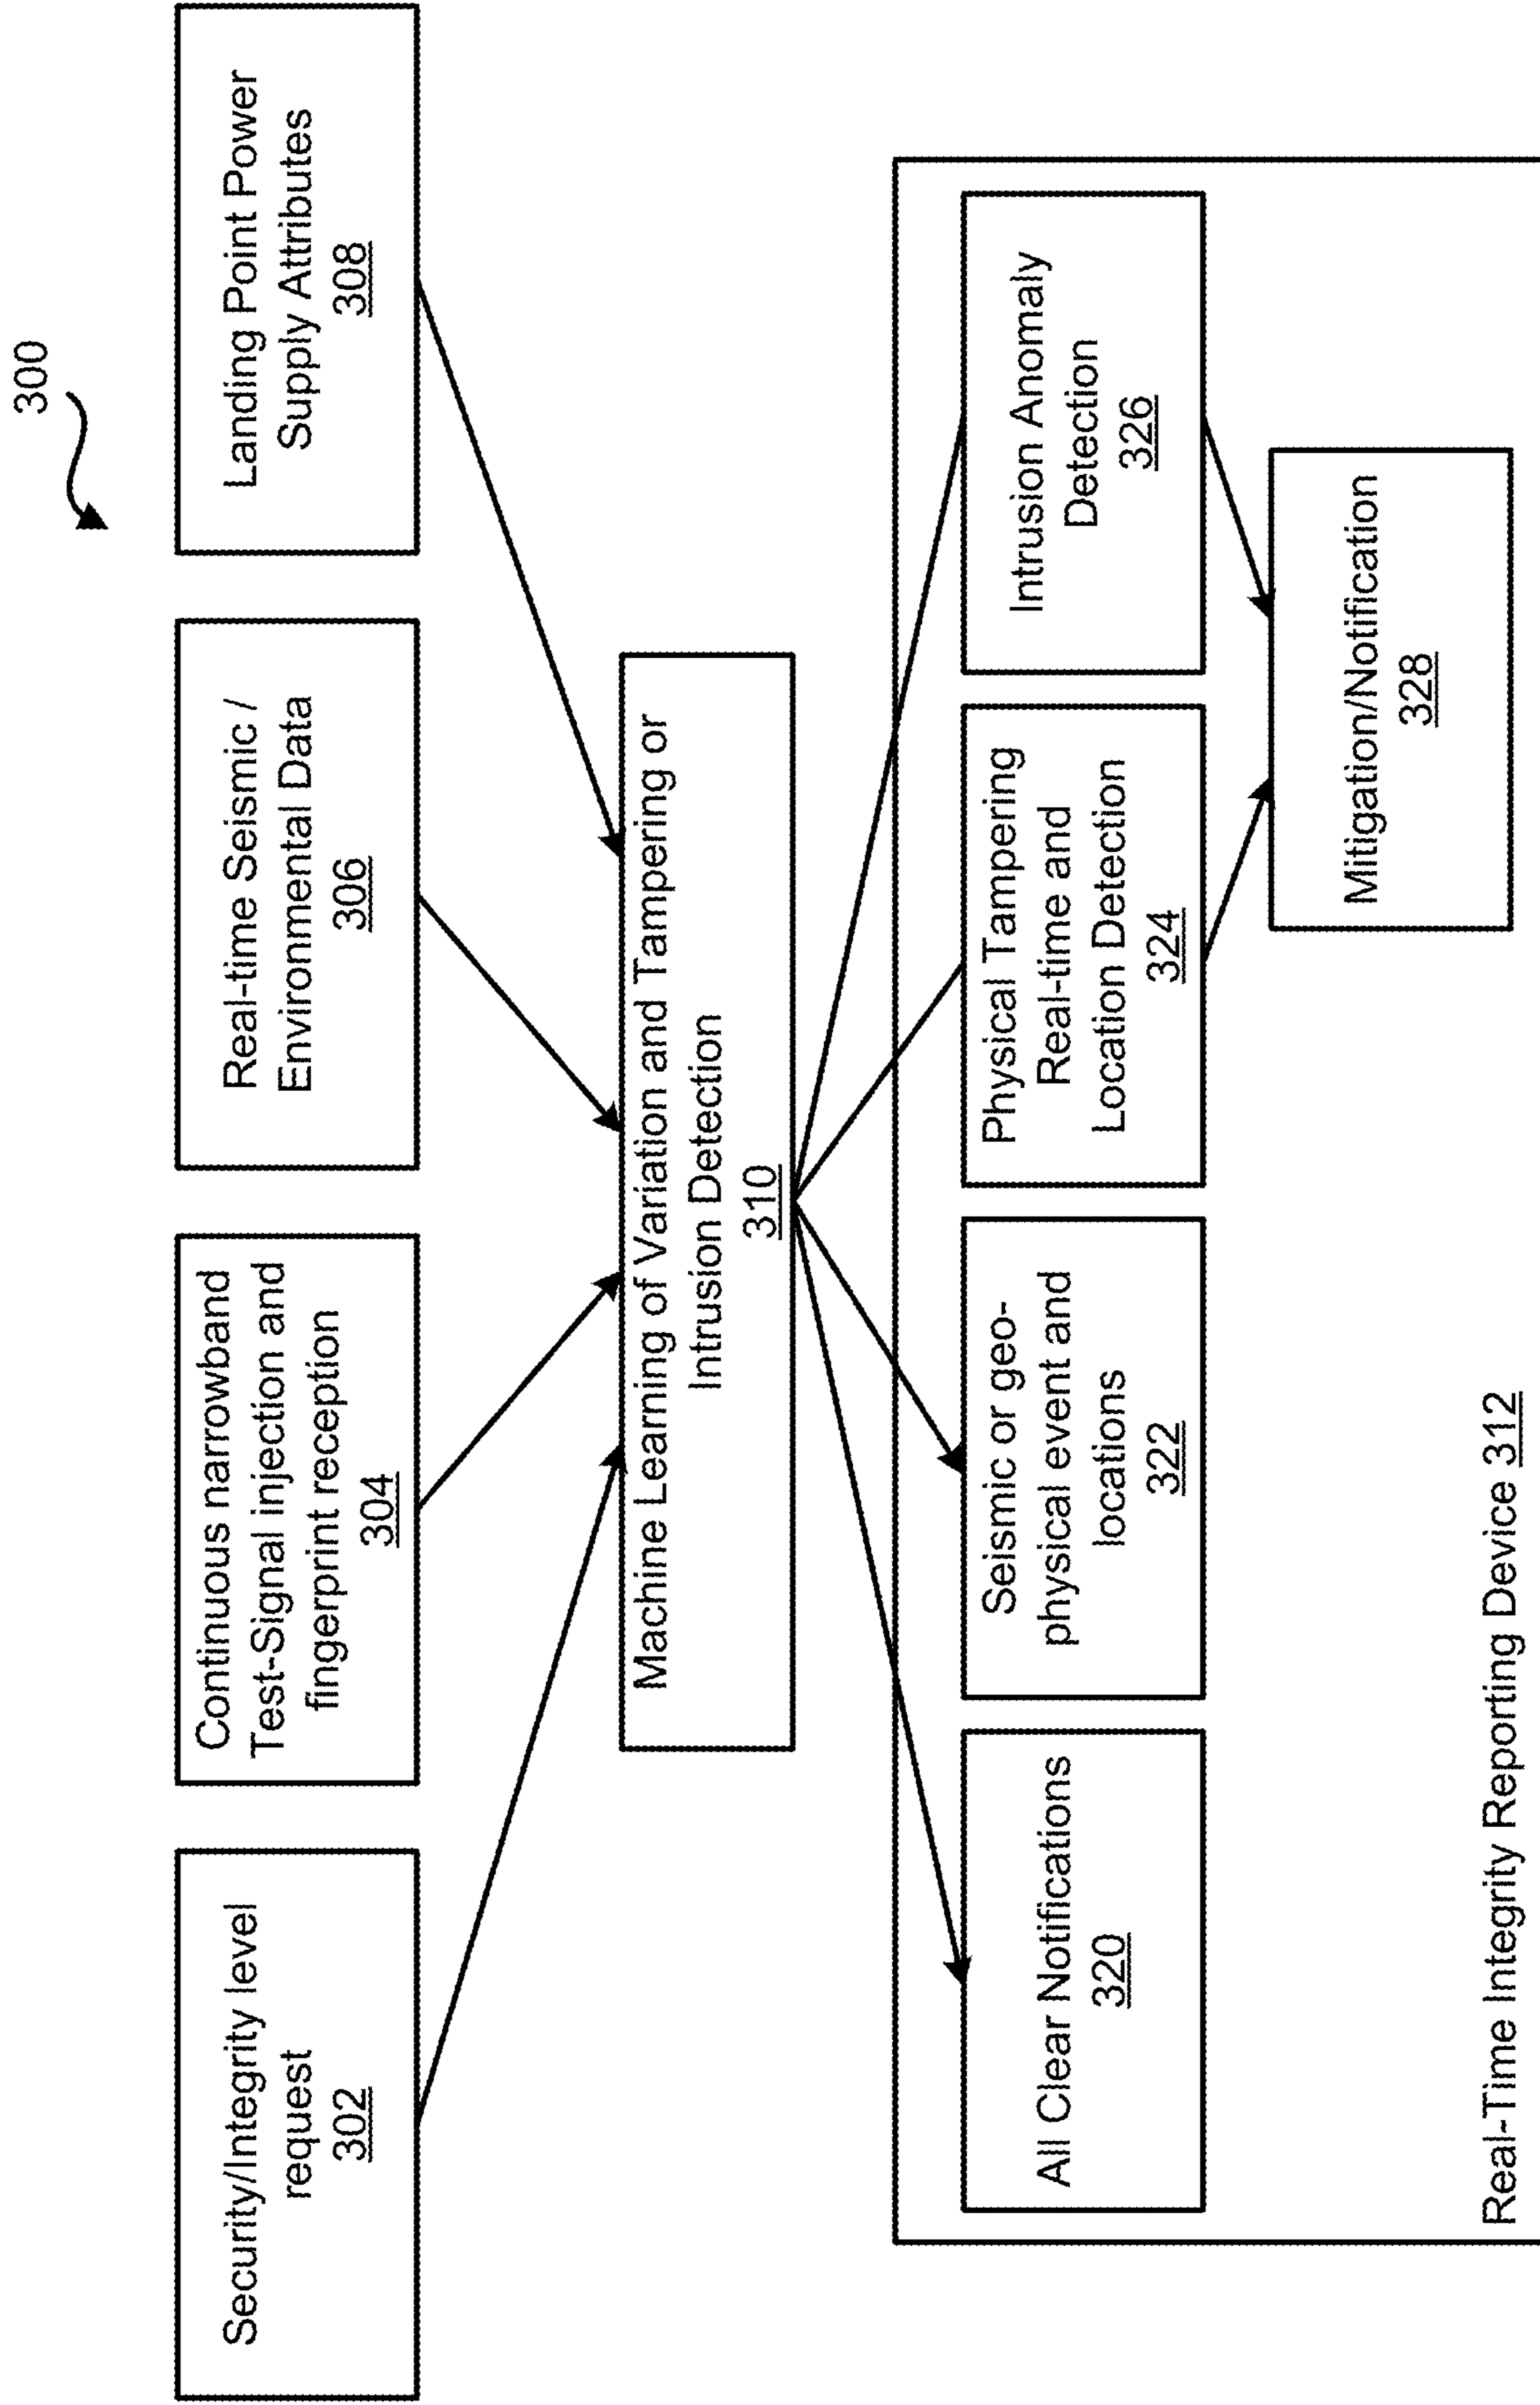 300
Security/Integrity level
request
302
Continuous narrowband
Test-Signal injection and
fingerprint reception
304
Real-time Seismic /
Environmental Data
306
Landing Point Power
Supply Attributes
308
Machine Learning of Variation and Tampering or
Intrusion Detection
310
All Clear Notifications
320
Seismic or geo-
physical event and
locations
322
Physical Tampering
Real-time and
Location Detection
324
Intrusion Anomaly
Detection
326
Mitigation/Notification
328
Real-Time Integrity Reporting Device 312